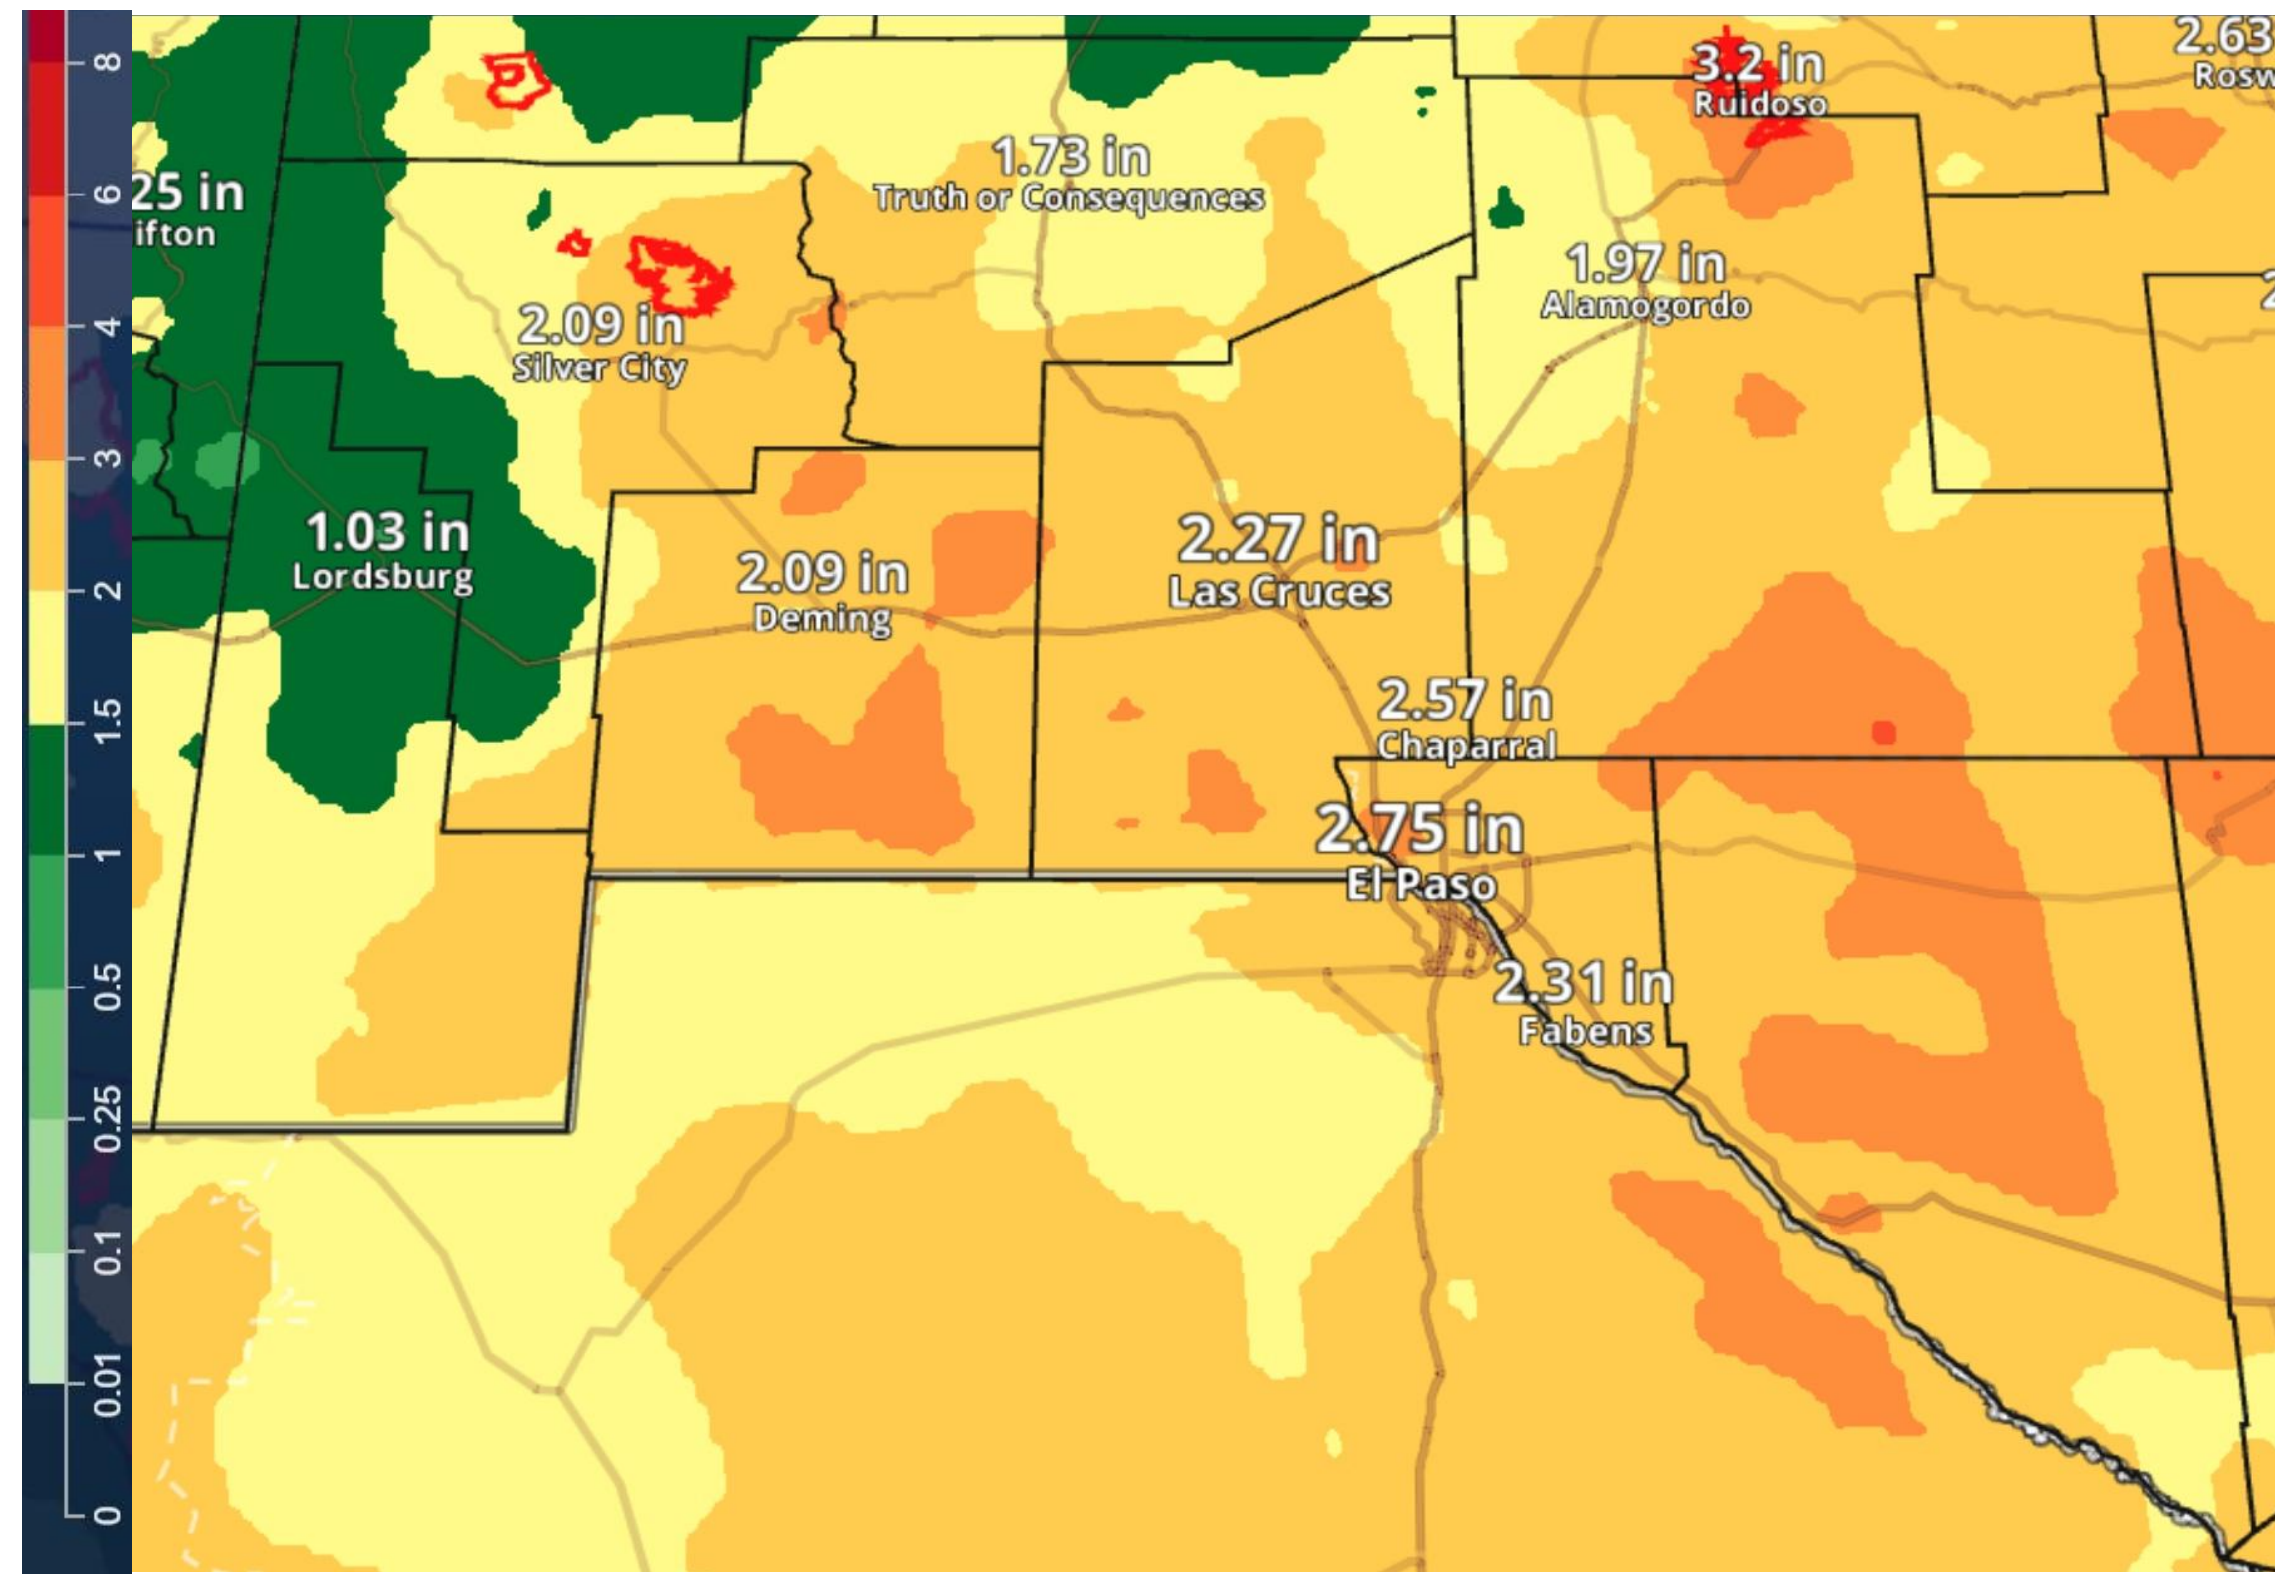 8
6
4
3
2
1.5
1
0.5
0.25
0.1
0.01
0
3.2 in
Ruidoso
2.63
Rosw
1.73 in
Truth or Consequences
25 in
ifton
1.97 in
Alamogordo
2
2.09 in
Silver City
1.03 in
Lordsburg
2.09 in
Deming
2.27 in
Las Cruces
2.57 in
Chaparral
2.75 in
El Paso
2.31 in
Fabens